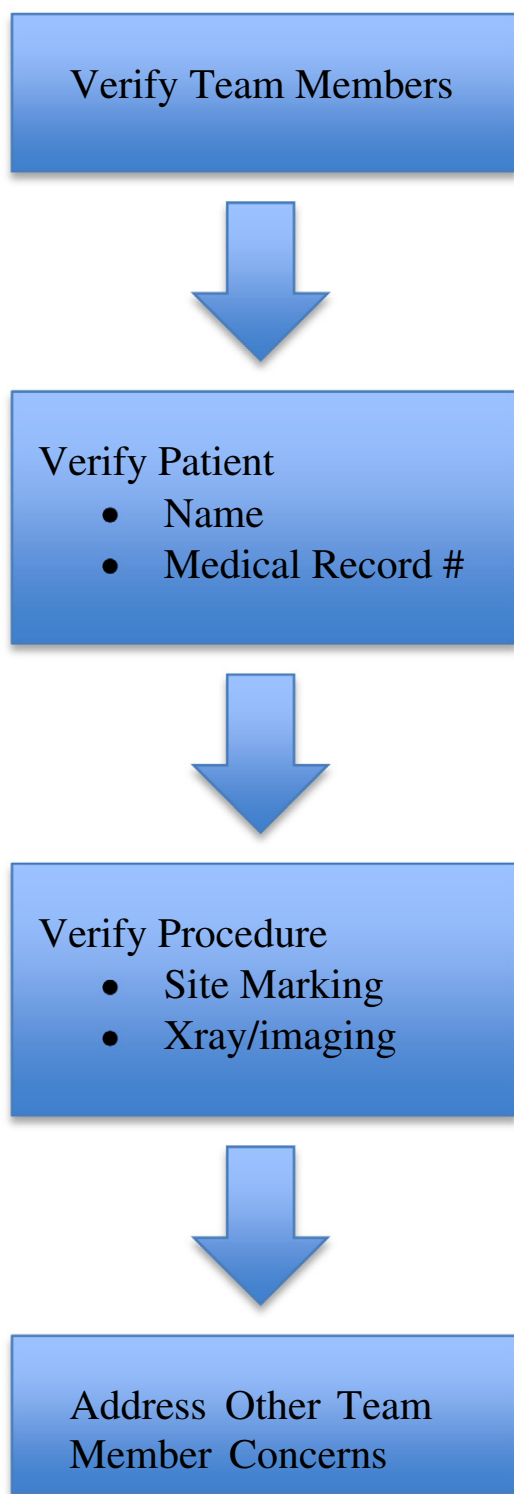 Verify Team Members
Verify Patient
• Name
• Medical Record #
Verify Procedure
• Site Marking
• Xray/imaging
Address Other Team
Member Concerns